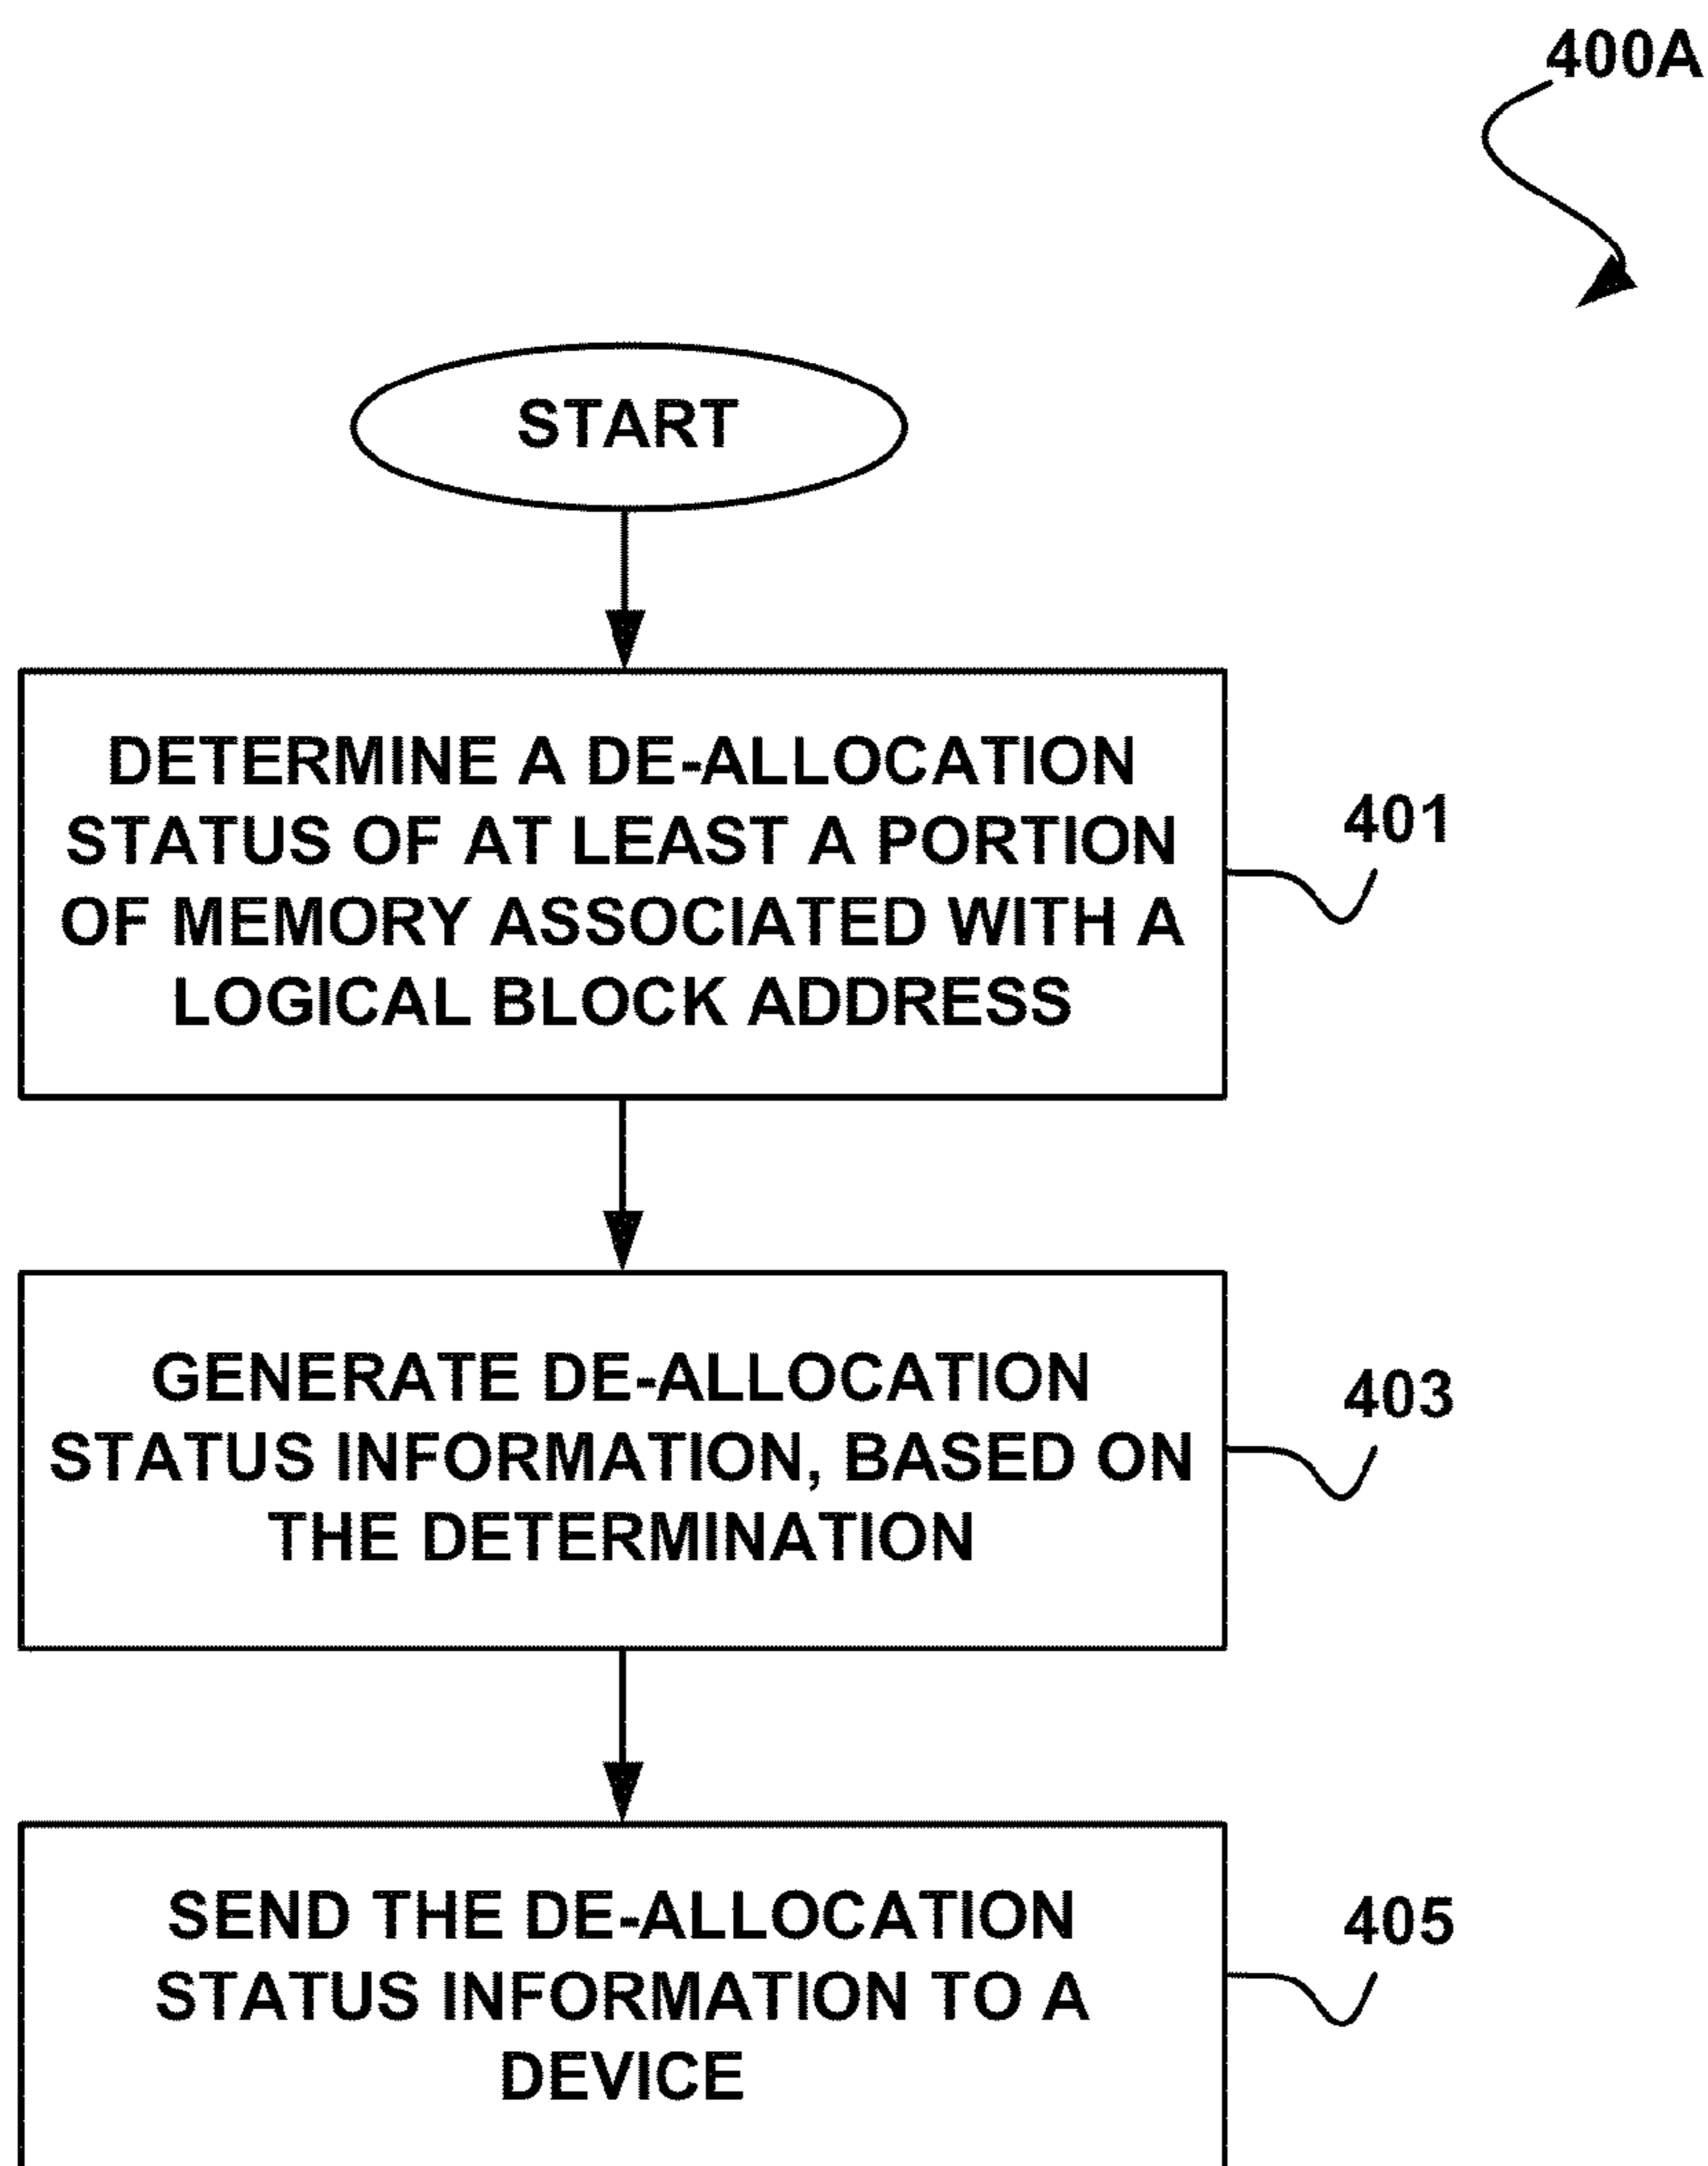 400A
START
DETERMINE A DE-ALLOCATION
STATUS OF AT LEAST A PORTION
OF MEMORY ASSOCIATED WITH A
LOGICAL BLOCK ADDRESS
401
GENERATE DE-ALLOCATION
STATUS INFORMATION, BASED ON
THE DETERMINATION
403
SEND THE DE-ALLOCATION
STATUS INFORMATION TO A
DEVICE
405